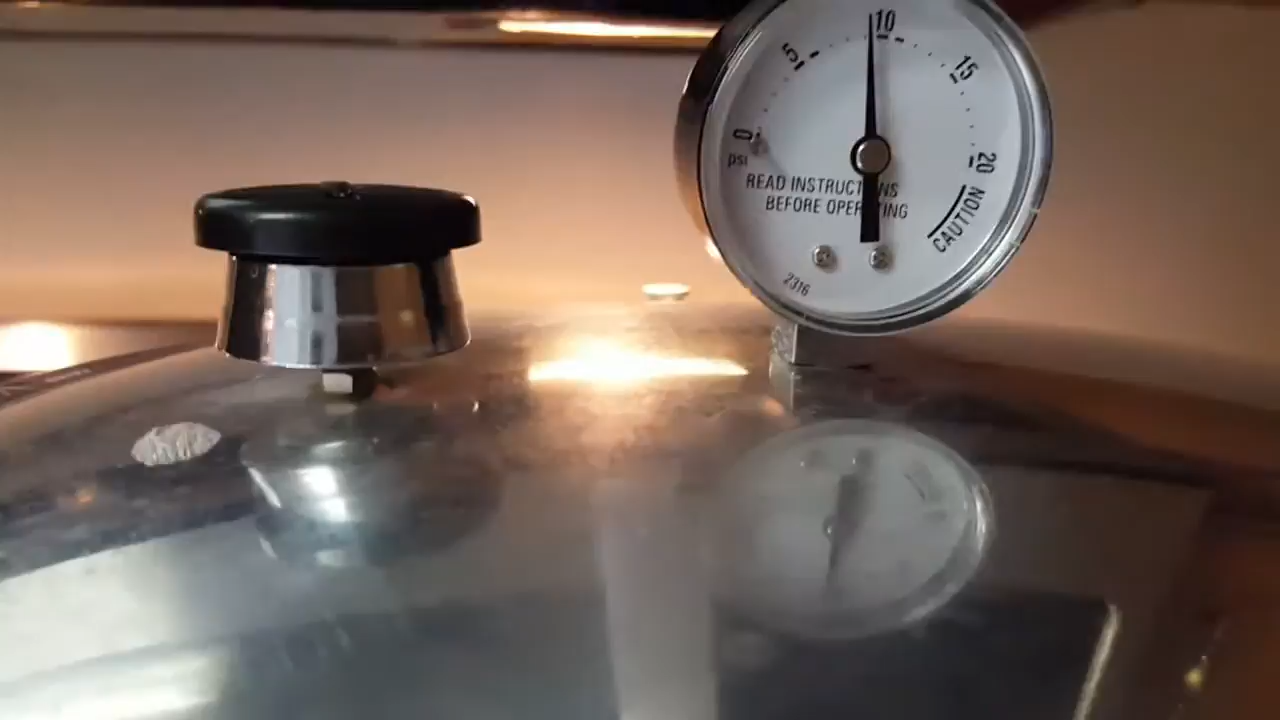 0
5
10
15
20
psi
READ INSTRUCTIONS
BEFORE OPERATING
CAUTION
2316